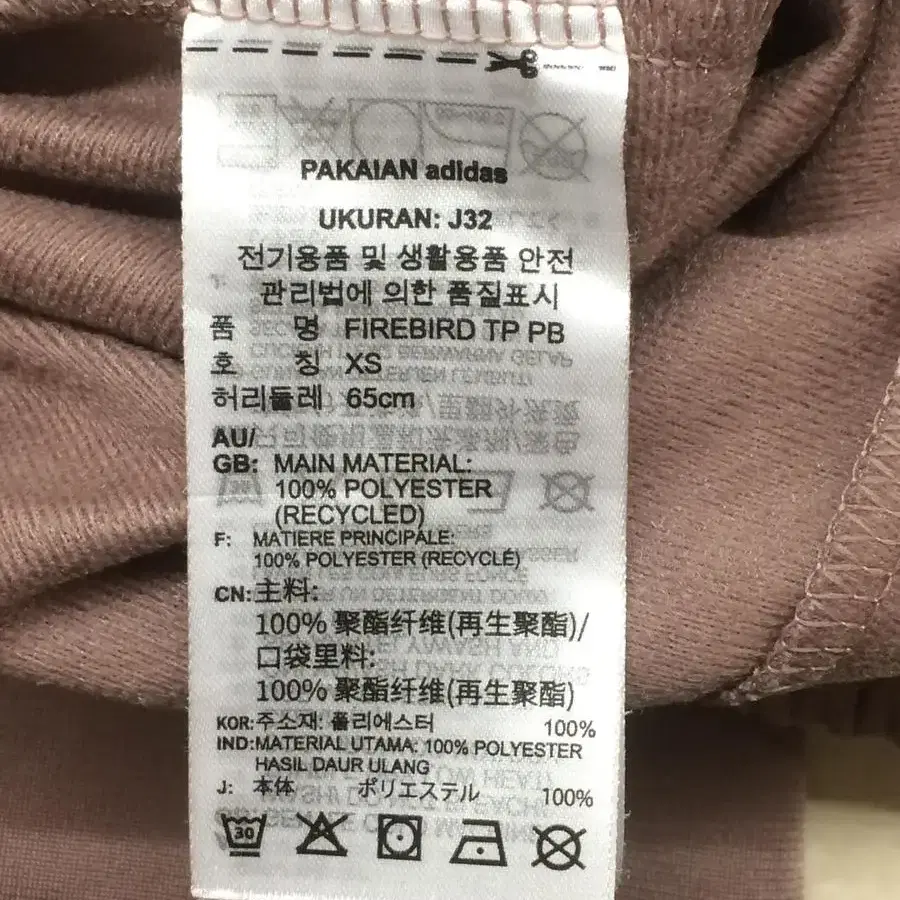 PAKAIAN adidas
UKURAN: J32
전기용품 및 생활용품 안전
관리법에 의한 품질표시
품 명 FIREBIRD TP PB
호 칭 XS
허리둘레 65cm
AU/
GB: MAIN MATERIAL:
100% POLYESTER
(RECYCLED)
F: MATIERE PRINCIPALE:
100% POLYESTER (RECYCLÉ)
CN:主料:
100% 聚酯纤维(再生聚酯)/
口袋里料:
100% 聚酯纤维(再生聚酯)
KOR:주소재: 폴리에스터 100%
IND:MATERIAL UTAMA: 100% POLYESTER
HASIL DAUR ULANG
J: 本体 ポリエステル 100%
30